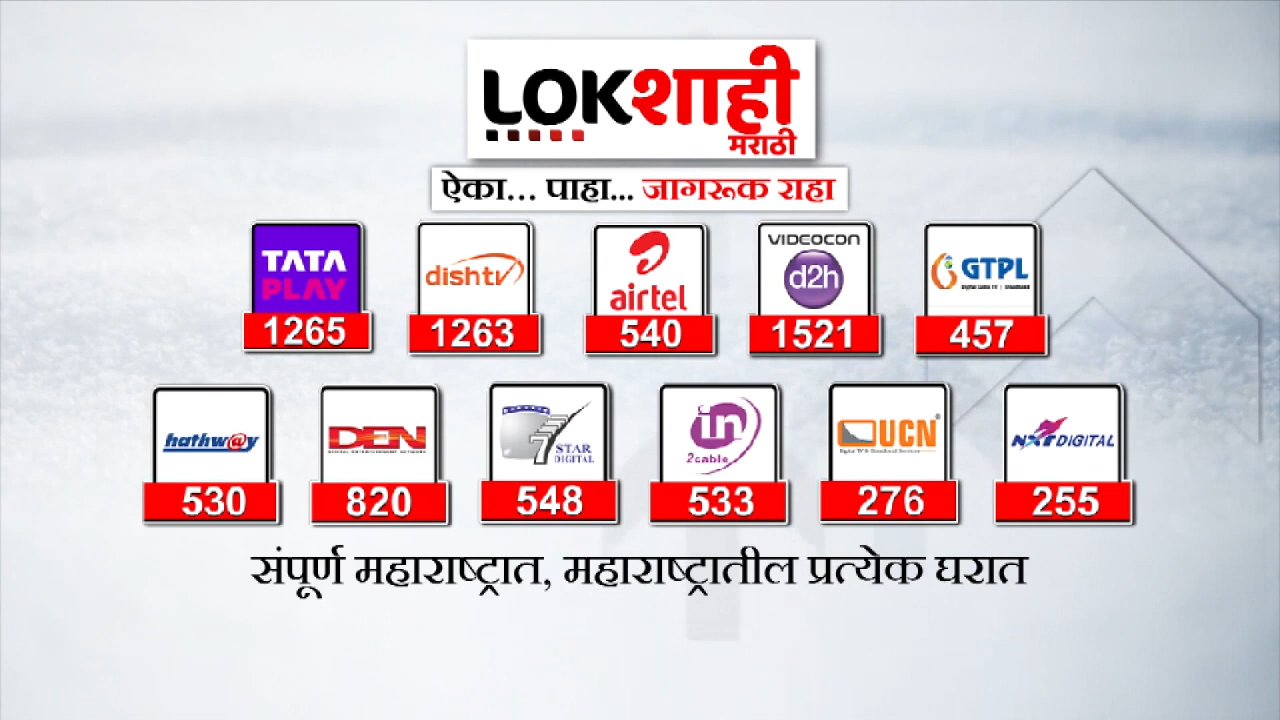 LOKशाही
मराठी
ऐका... पाहा... जागरूक राहा
TATA PLAY
1265
dishtv
1263
airtel
540
VIDEOCON d2h
1521
GTPL
457
hathw@y
530
DEN
820
7 STAR DIGITAL
548
in 2cable
533
UCN
276
NXT DIGITAL
255
संपूर्ण महाराष्ट्रात, महाराष्ट्रातील प्रत्येक घरात